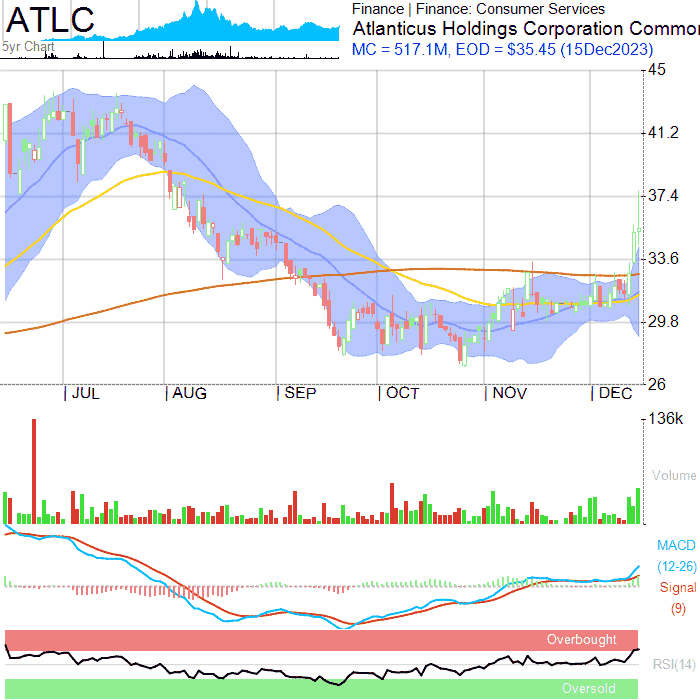 ATLC
5yr Chart
Finance | Finance: Consumer Services
Atlanticus Holdings Corporation Common
MC = 517.1M, EOD = $35.45 (15Dec2023)
45
41.2
37.4
33.6
29.8
26
| JUL | AUG | SEP | OCT | NOV | DEC
136k
Volume
MACD
(12-26)
Signal
(9)
Overbought
RSI(14)
Oversold